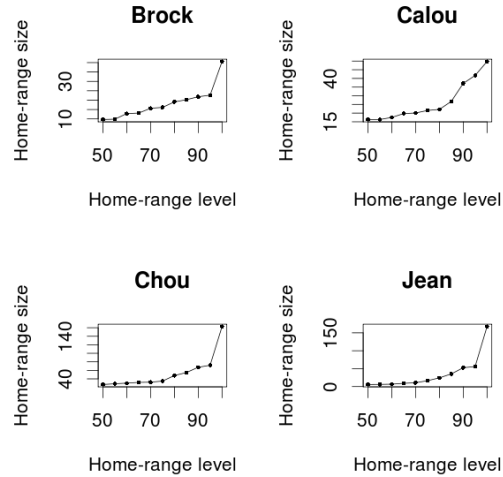 Brock
Home-range size
10 30
50 70 90
Home-range level
Calou
Home-range size
15 40
50 70 90
Home-range level
Chou
Home-range size
40 140
50 70 90
Home-range level
Jean
Home-range size
0 150
50 70 90
Home-range level